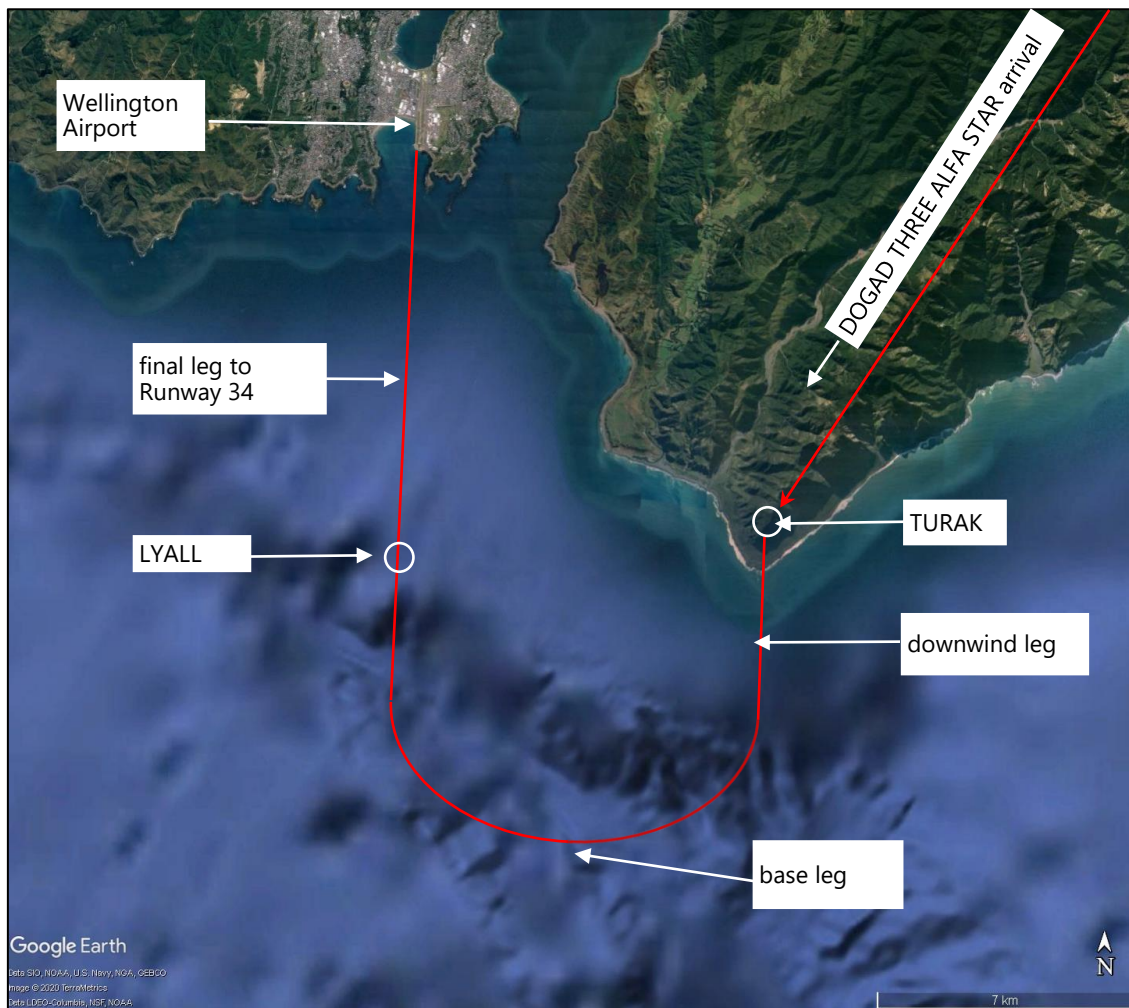 Wellington
Airport
DOGAD THREE ALFA STAR arrival
final leg to
Runway 34
TURAK
LYALL
downwind leg
base leg
Google Earth
Data SIO, NOAA, U.S. Navy, NGA, GEBCO
Image © 2020 TerraMetrics
Data LDEO-Columbia, NSF, NOAA
N
7 km